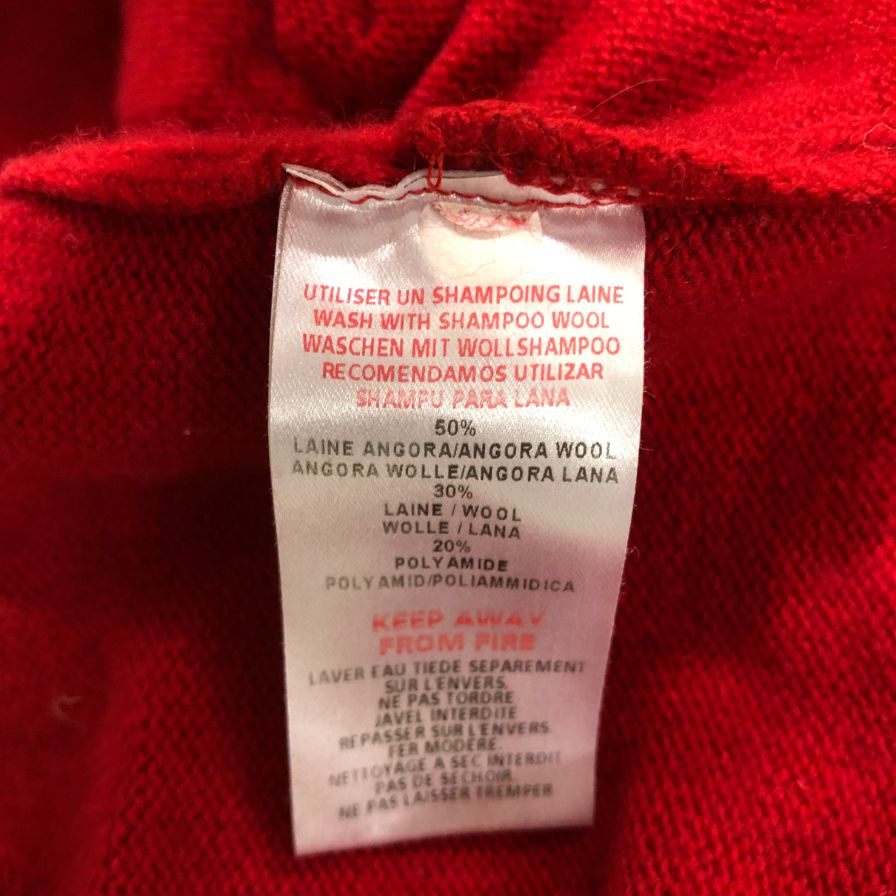 UTILISER UN SHAMPOING LAINE
WASH WITH SHAMPOO WOOL
WASCHEN MIT WOLLSHAMPOO
RECOMENDAMOS UTILIZAR
SHAMPU PARA LANA
50%
LAINE ANGORA/ANGORA WOOL
ANGORA WOLLE/ANGORA LANA
30%
LAINE / WOOL
WOLLE / LANA
20%
POLYAMIDE
POLYAMID/POLIAMMIDICA
KEEP AWAY
FROM FIRE
LAVER EAU TIEDE SEPAREMENT
SUR L'ENVERS.
NE PAS TORDRE
JAVEL INTERDITE
REPASSER SUR L'ENVERS.
FER MODERE.
NETTOYAGE A SEC INTERDIT
PAS DE SECHOIR.
NE PAS LAISSER TREMPER